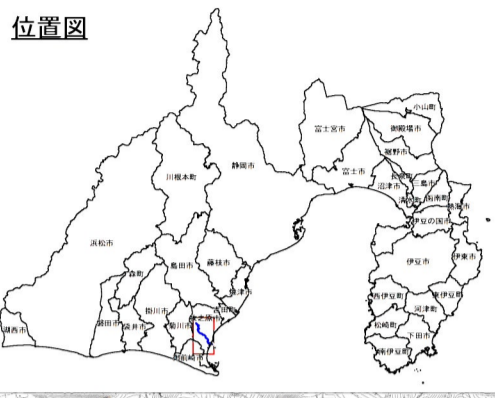 位置図
小山町
御殿場市
富士宮市
裾野市
静岡市
富士市
長泉町
沼津市
三島市
川根本町
清水町
函南町
熱海市
伊豆の国市
浜松市
伊豆市
伊東市
島田市
藤枝市
森町
焼津市
西伊豆町
東伊豆町
掛川市
吉田町
河津町
牧之原市
磐田市
袋井市
菊川市
松崎町
湖西市
下田市
南伊豆町
御前崎市